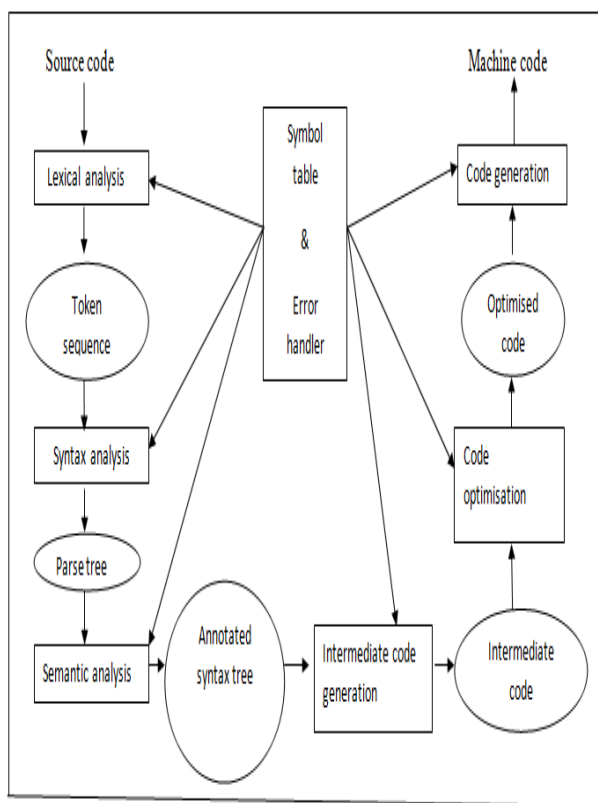 Source code
Lexical analysis
Token
sequence
Syntax analysis
Parse tree
Semantic analysis
Annotated
syntax tree
Intermediate code
generation
Intermediate
code
Code
optimisation
Optimised
code
Code generation
Machine code
Symbol
table
&
Error
handler